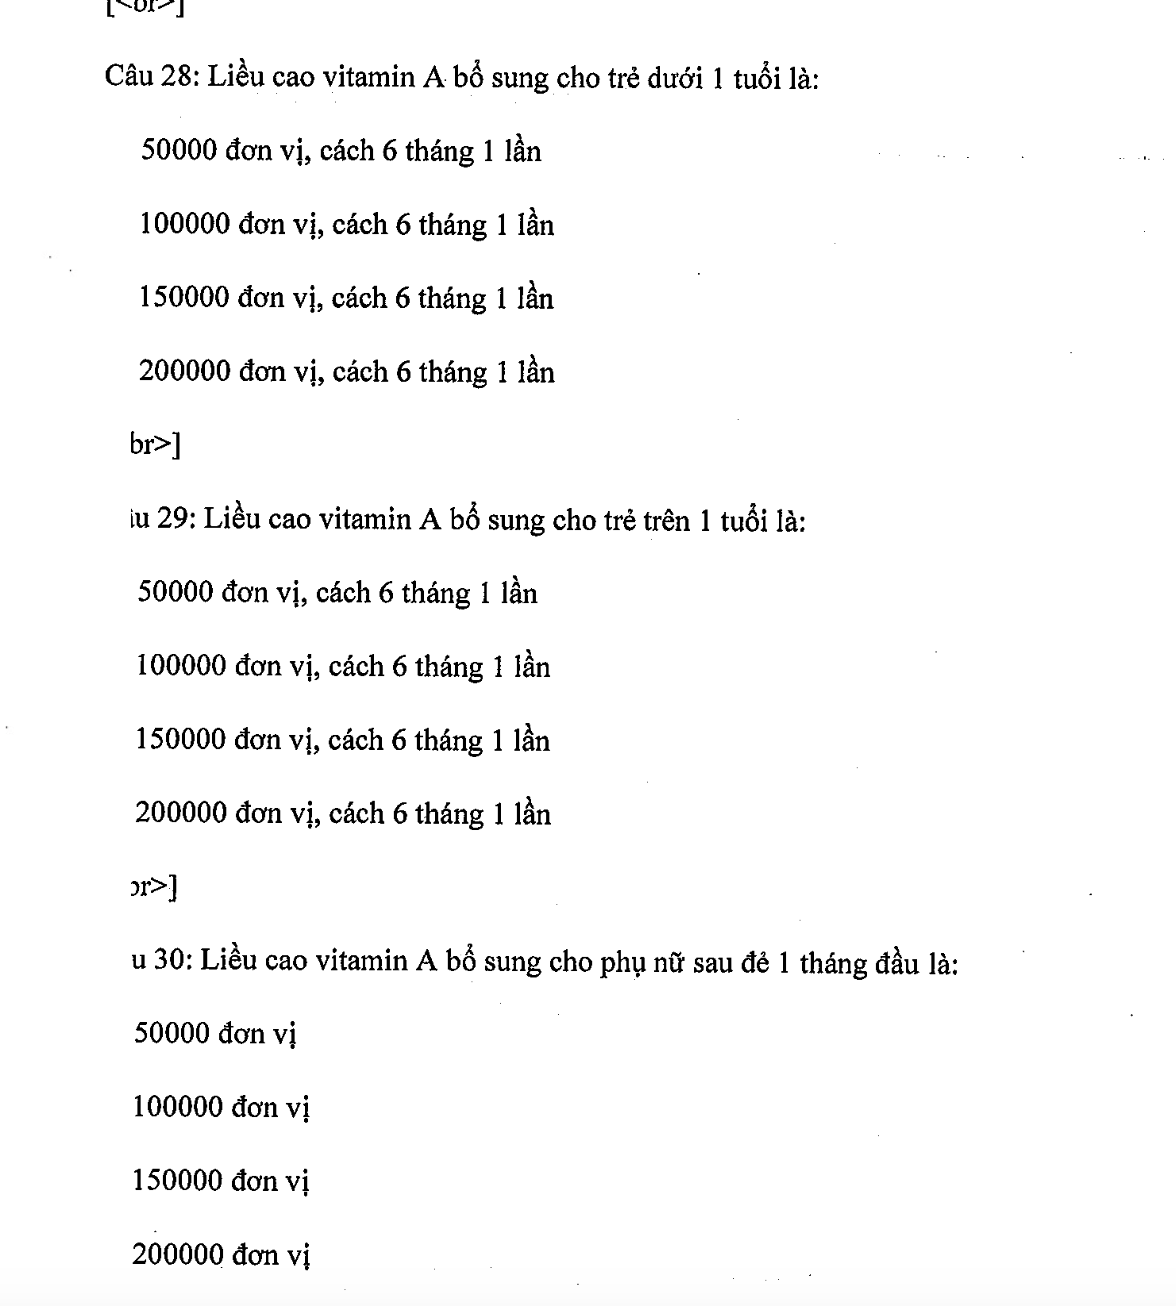 [<br>]
Câu 28: Liều cao vitamin A bổ sung cho trẻ dưới 1 tuổi là:
50000 đơn vị, cách 6 tháng 1 lần
100000 đơn vị, cách 6 tháng 1 lần
150000 đơn vị, cách 6 tháng 1 lần
200000 đơn vị, cách 6 tháng 1 lần
br>]
u 29: Liều cao vitamin A bổ sung cho trẻ trên 1 tuổi là:
50000 đơn vị, cách 6 tháng 1 lần
100000 đơn vị, cách 6 tháng 1 lần
150000 đơn vị, cách 6 tháng 1 lần
200000 đơn vị, cách 6 tháng 1 lần
r>]
u 30: Liều cao vitamin A bổ sung cho phụ nữ sau đẻ 1 tháng đầu là:
50000 đơn vị
100000 đơn vị
150000 đơn vị
200000 đơn vị